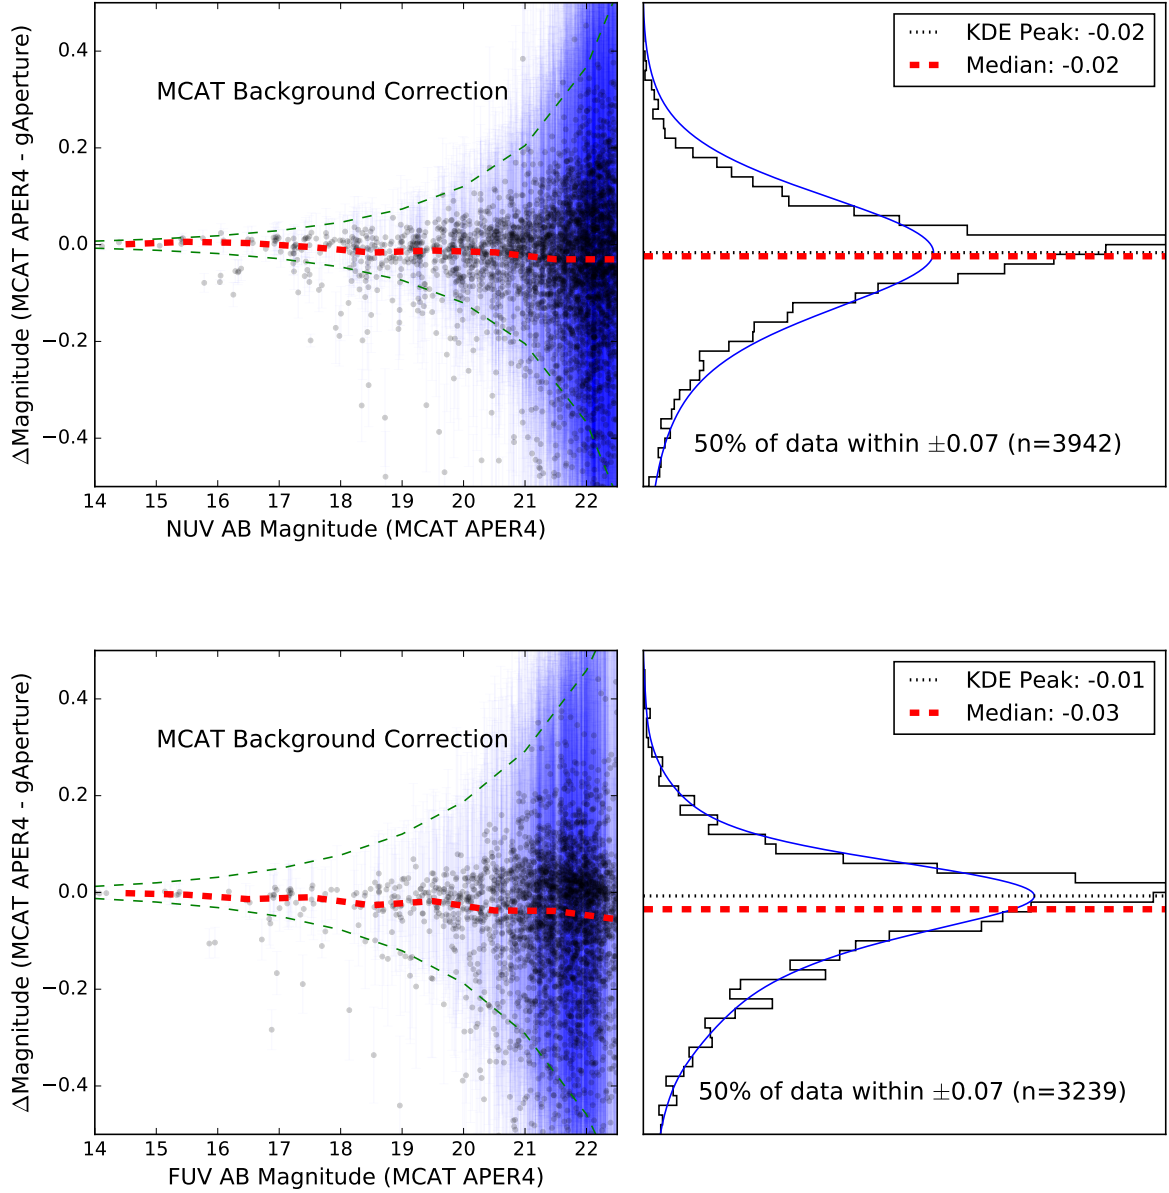 ΔMagnitude (MCAT APER4 - gAperture)
0.4
0.2
0.0
−0.2
−0.4
MCAT Background Correction
14 15 16 17 18 19 20 21 22
NUV AB Magnitude (MCAT APER4)
KDE Peak: -0.02
Median: -0.02
50% of data within ±0.07 (n=3942)
ΔMagnitude (MCAT APER4 - gAperture)
0.4
0.2
0.0
−0.2
−0.4
MCAT Background Correction
14 15 16 17 18 19 20 21 22
FUV AB Magnitude (MCAT APER4)
KDE Peak: -0.01
Median: -0.03
50% of data within ±0.07 (n=3239)